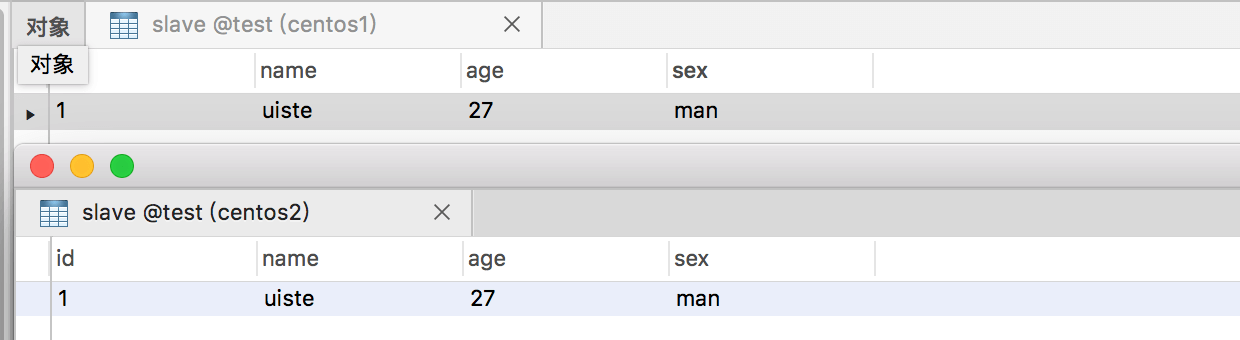 对象 slave @test (centos1)
对象 name age sex
1 uiste 27 man
slave @test (centos2)
id name age sex
1 uiste 27 man